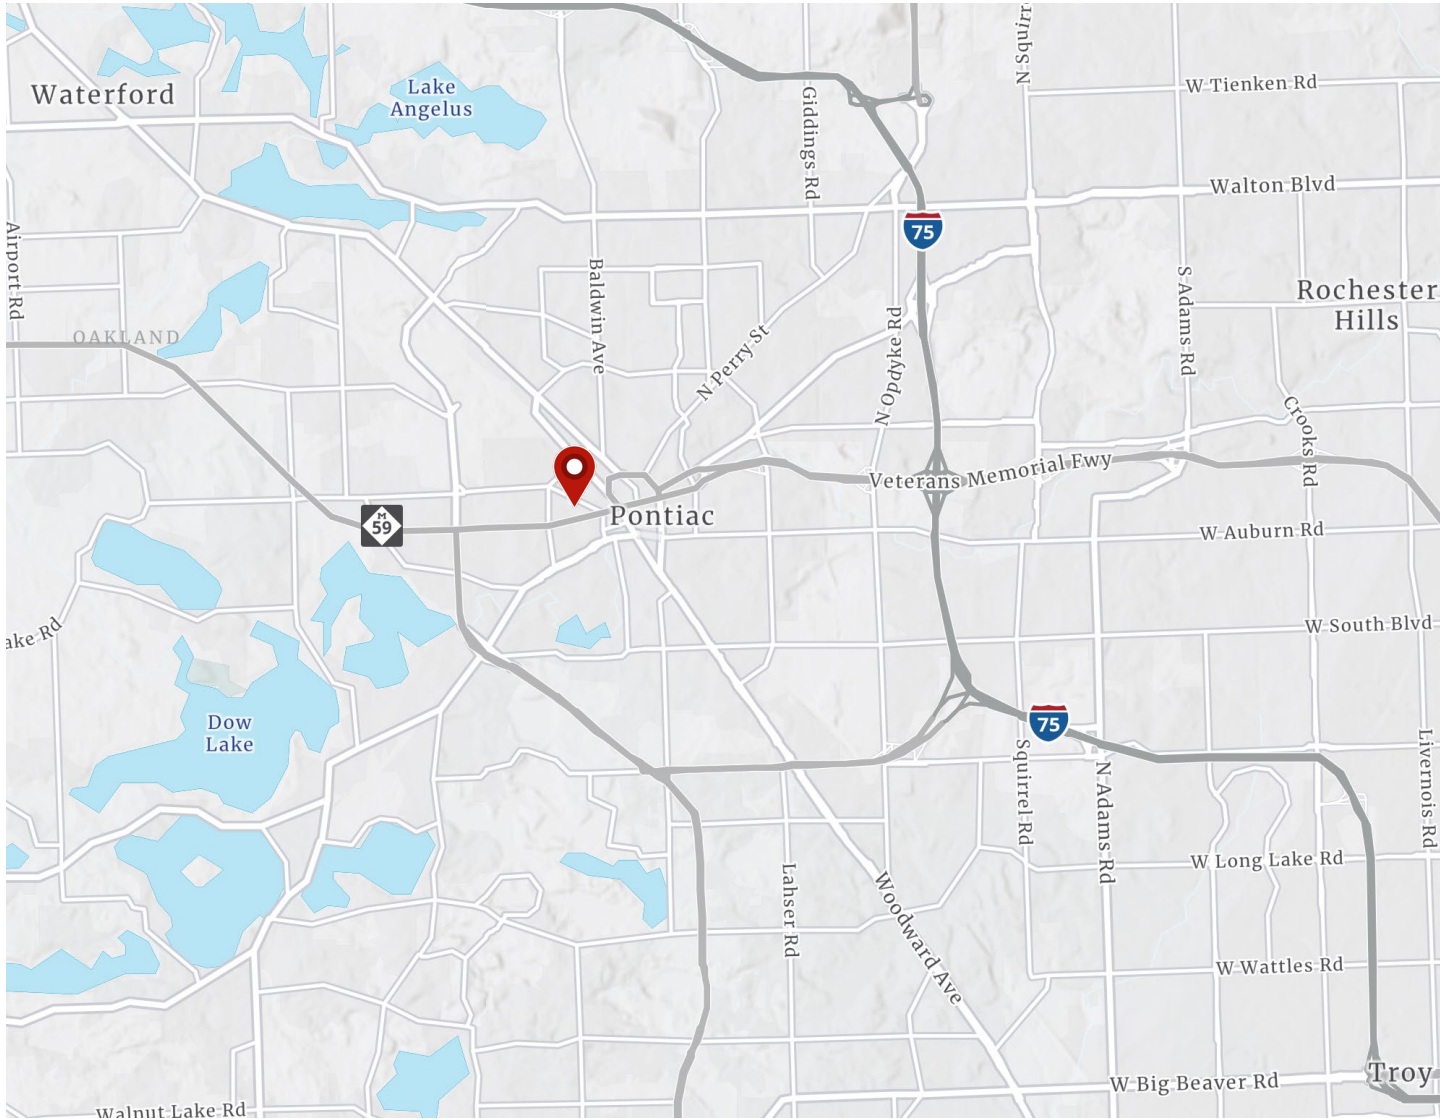 N Squirr
W Tienken Rd
Waterford
Lake
Angelus
Giddings Rd
Walton Blvd
75
Airport Rd
Baldwin Ave
S Adams Rd
Rochester
Hills
OAKLAND
N Perry St
N Opdyke Rd
Crooks Rd
Veterans Memorial Fwy
M
59
Pontiac
W Auburn Rd
ake Rd
W South Blvd
Dow
Lake
75
Squirrel Rd
N Adams Rd
Livernois Rd
W Long Lake Rd
Lahser Rd
Woodward Ave
W Wattles Rd
Troy
W Big Beaver Rd
Walnut Lake Rd